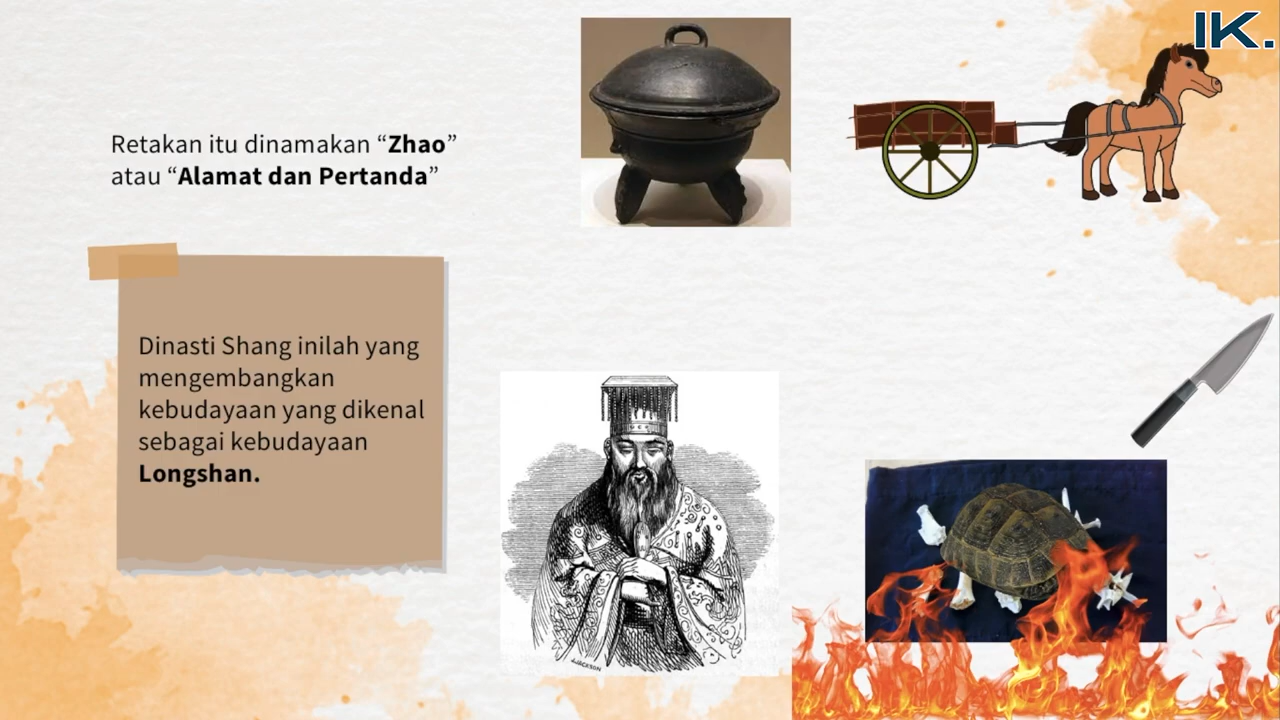 IK.
Retakan itu dinamakan “Zhao”
atau “Alamat dan Pertanda”
Dinasti Shang inilah yang
mengembangkan
kebudayaan yang dikenal
sebagai kebudayaan
Longshan.
J.JACKSON